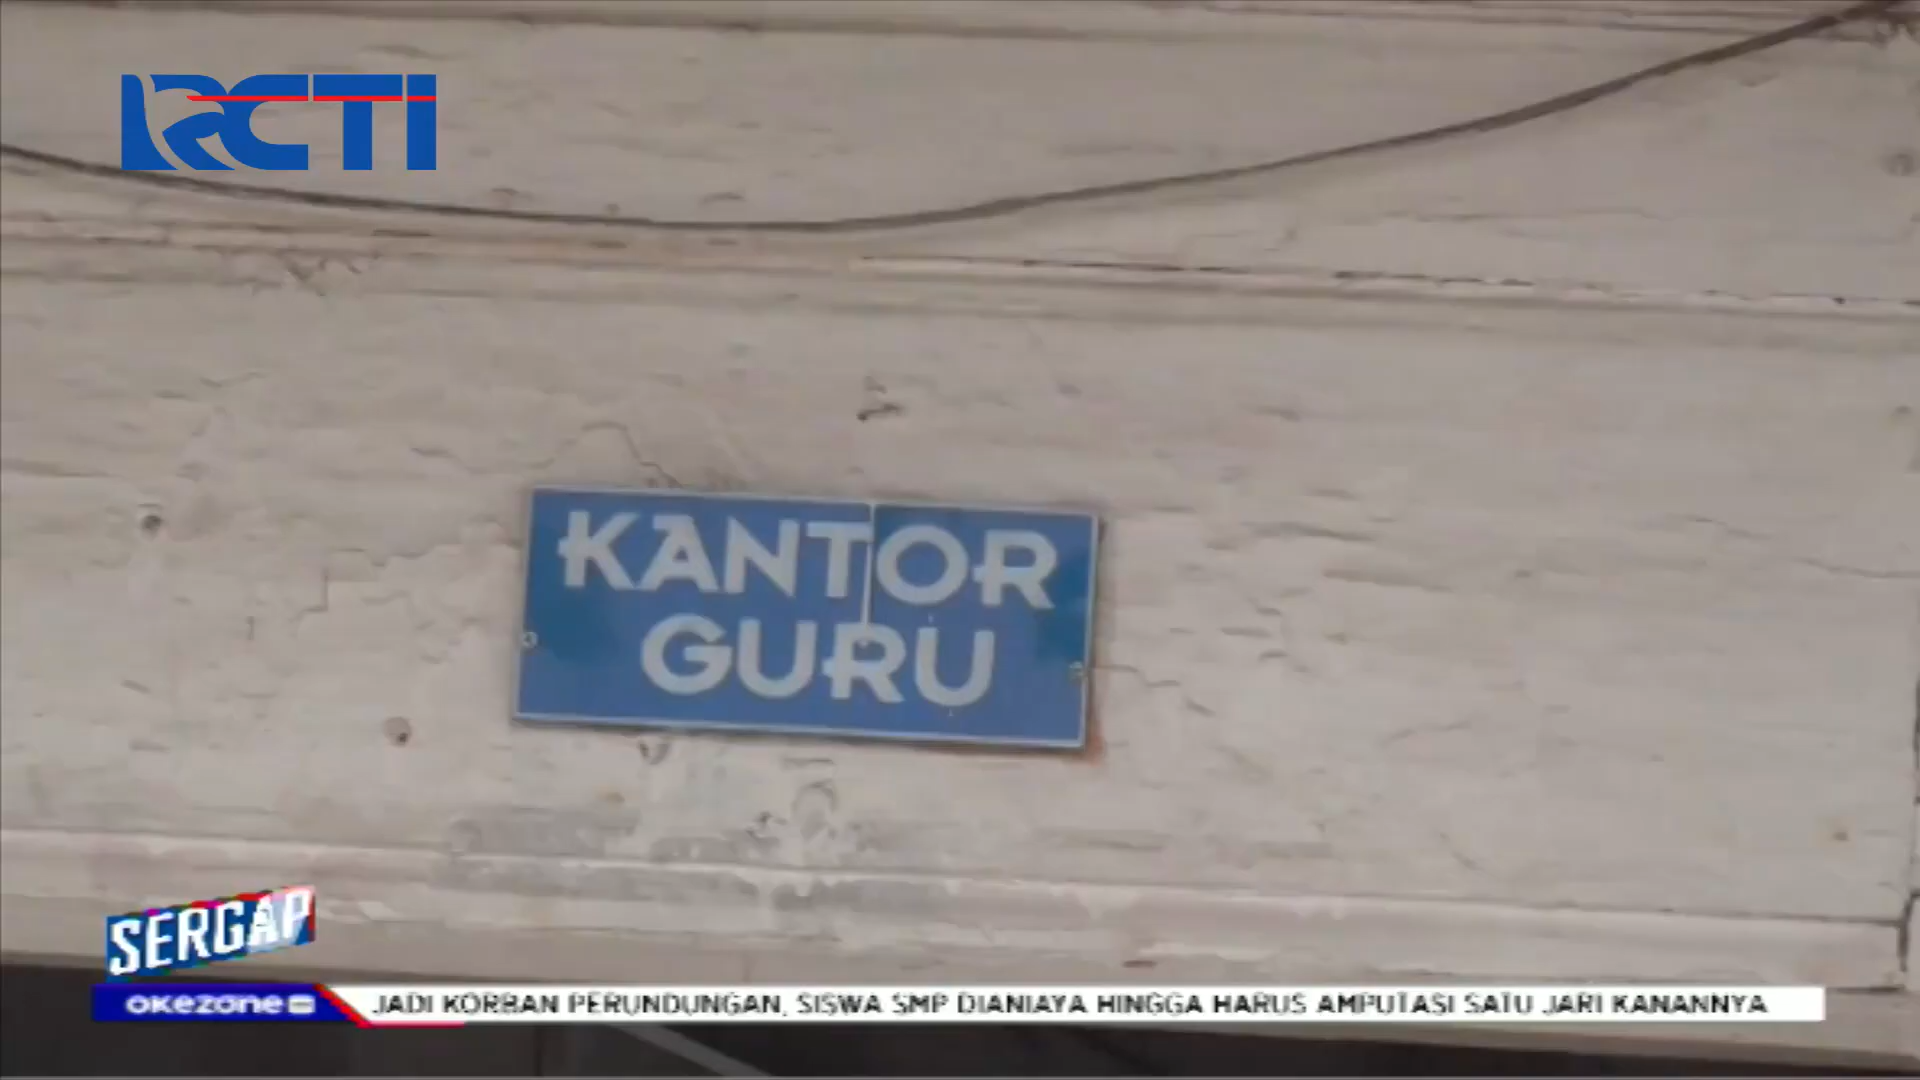 RCTI
KANTOR
GURU
SERGAP
okezone
JADI KORBAN PERUNDUNGAN, SISWA SMP DIANIAYA HINGGA HARUS AMPUTASI SATU JARI KANANNYA